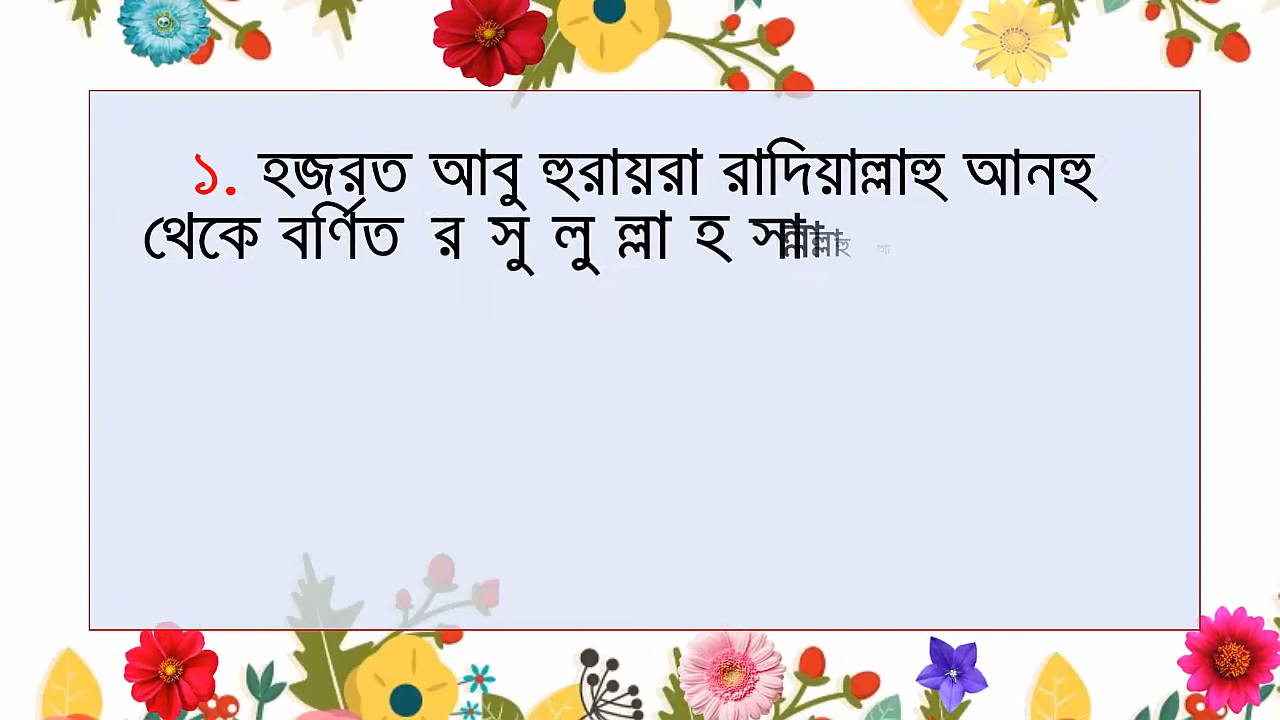 ১. হজরত আবু হুরায়রা রাদিয়াল্লাহু আনহু
থেকে বর্ণিত র সু লু ল্লা হ